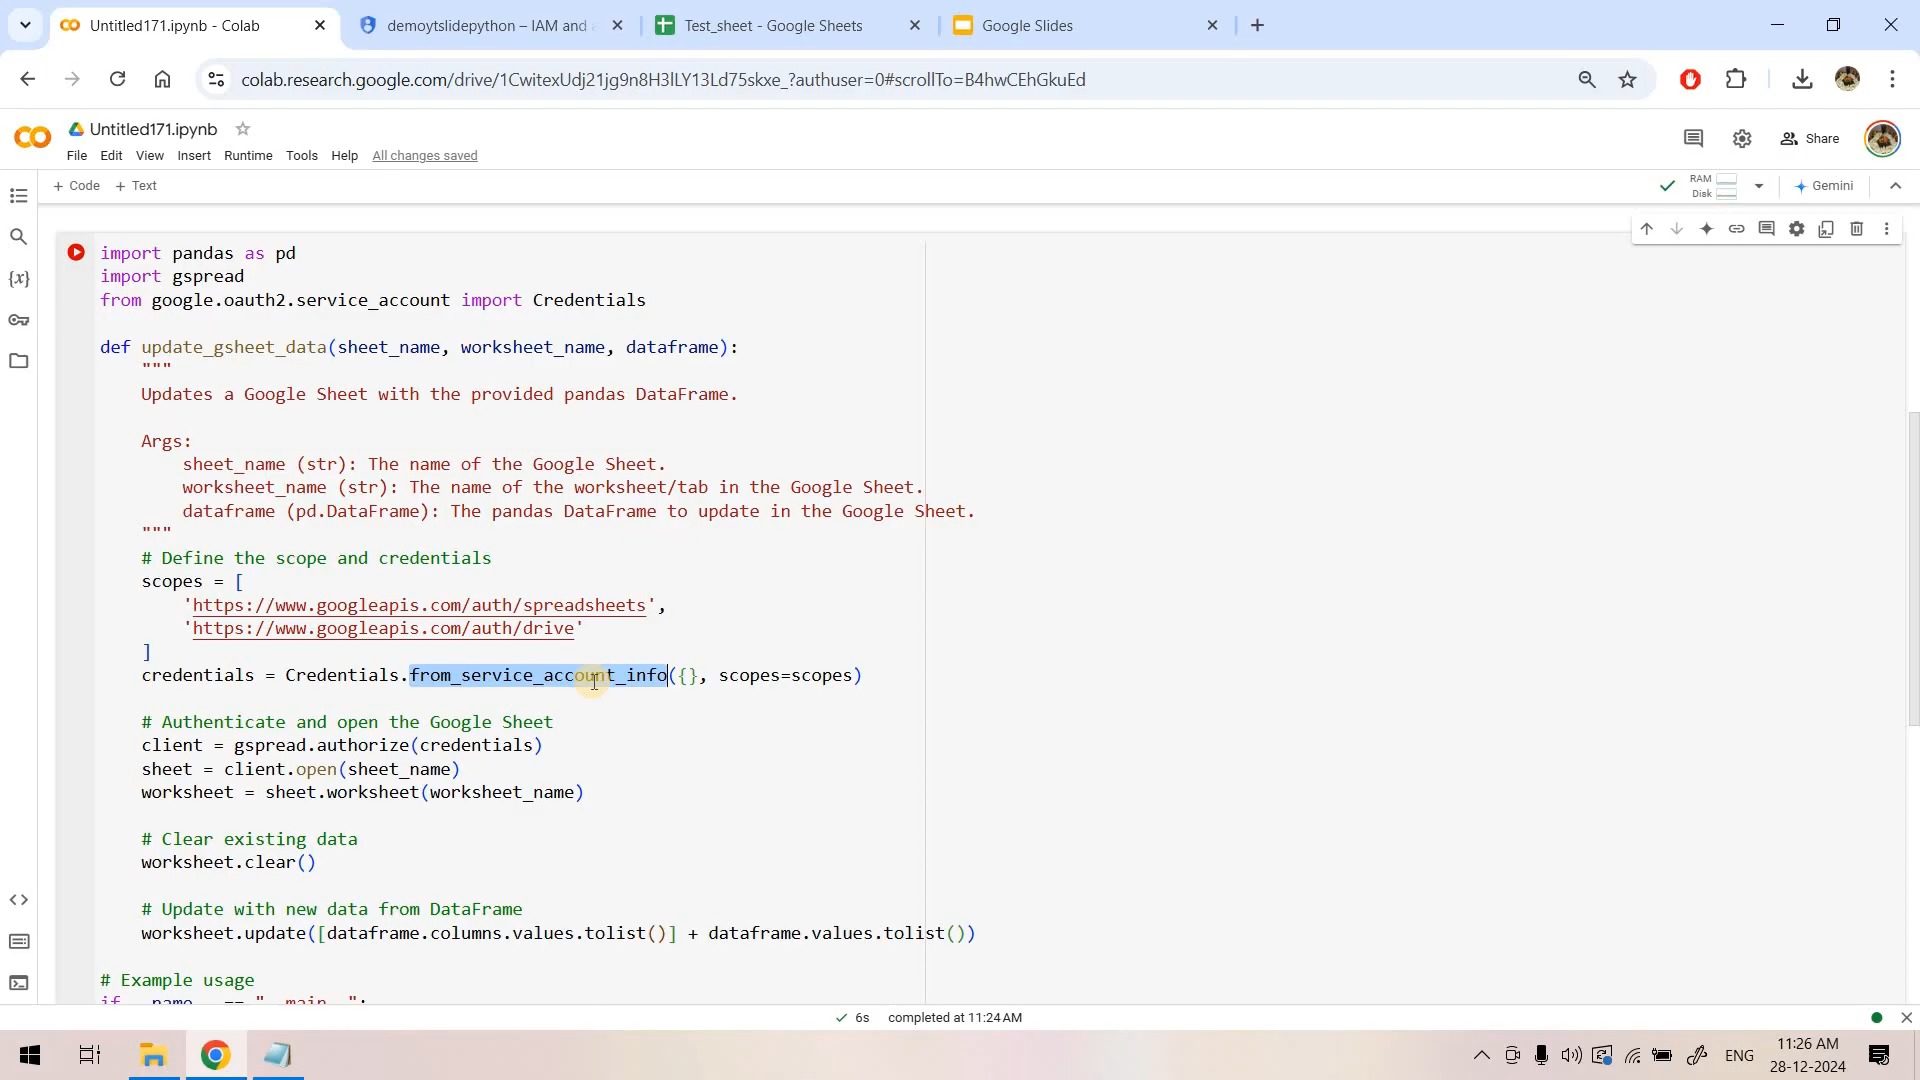 Untitled171.ipynb - Colab
demoytslidepython – IAM and
Test_sheet - Google Sheets
Google Slides
colab.research.google.com/drive/1CwitexUdj21jg9n8H3lLY13Ld75skxe_?authuser=0#scrollTo=B4hwCEhGkuEd
Untitled171.ipynb
File Edit View Insert Runtime Tools Help All changes saved
Share
+ Code + Text
RAM
Disk
Gemini
import pandas as pd
import gspread
from google.oauth2.service_account import Credentials
def update_gsheet_data(sheet_name, worksheet_name, dataframe):
"""
Updates a Google Sheet with the provided pandas DataFrame.
Args:
sheet_name (str): The name of the Google Sheet.
worksheet_name (str): The name of the worksheet/tab in the Google Sheet.
dataframe (pd.DataFrame): The pandas DataFrame to update in the Google Sheet.
"""
# Define the scope and credentials
scopes = [
'https://www.googleapis.com/auth/spreadsheets',
'https://www.googleapis.com/auth/drive'
]
credentials = Credentials.from_service_account_info({}, scopes=scopes)
# Authenticate and open the Google Sheet
client = gspread.authorize(credentials)
sheet = client.open(sheet_name)
worksheet = sheet.worksheet(worksheet_name)
# Clear existing data
worksheet.clear()
# Update with new data from DataFrame
worksheet.update([dataframe.columns.values.tolist()] + dataframe.values.tolist())
# Example usage
if __name__ == "__main__":
6s completed at 11:24 AM
ENG
11:26 AM
28-12-2024